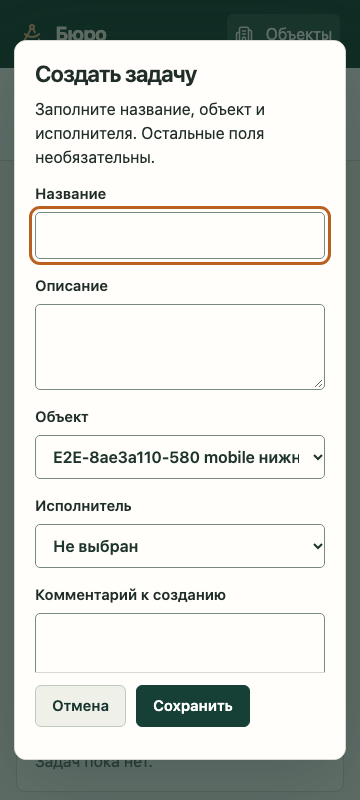 Бюро
Объекты
Создать задачу
Заполните название, объект и
исполнителя. Остальные поля
необязательны.
Название
Описание
Объект
E2E-8ae3a110-580 mobile нижн
Исполнитель
Не выбран
Комментарий к созданию
Отмена
Сохранить
Задач пока нет.